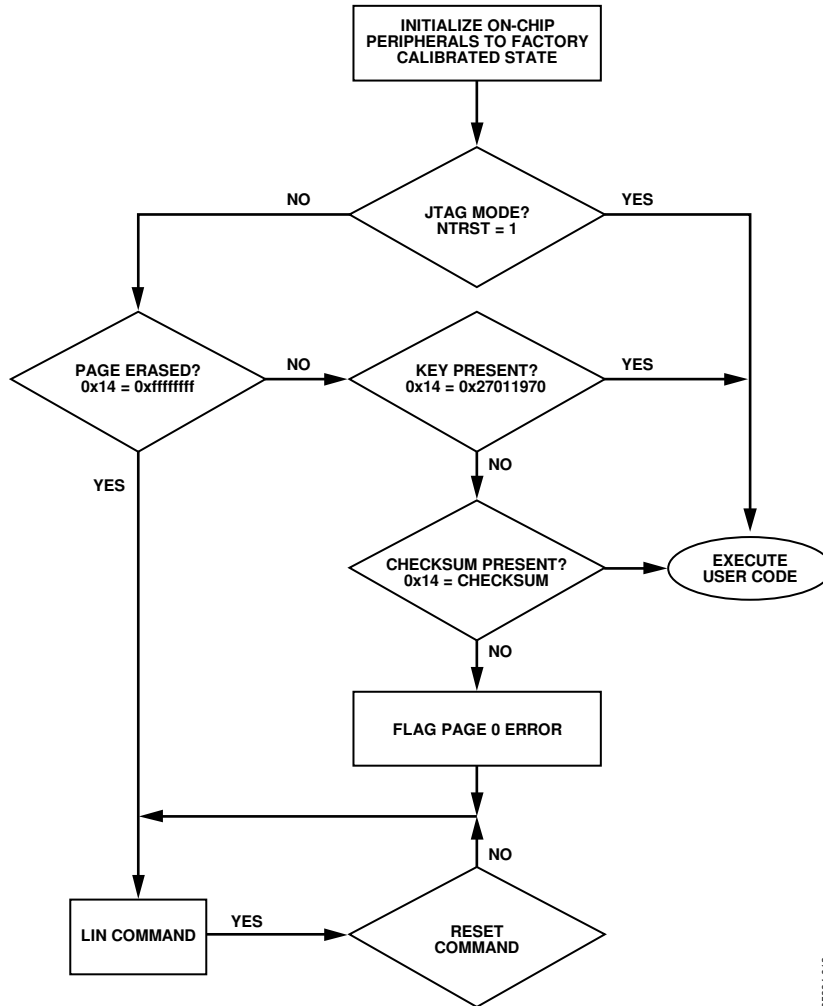 INITIALIZE ON-CHIP
PERIPHERALS TO FACTORY
CALIBRATED STATE
NO
JTAG MODE?
NTRST = 1
YES
PAGE ERASED?
0x14 = 0xffffffff
NO
KEY PRESENT?
0x14 = 0x27011970
YES
YES
NO
CHECKSUM PRESENT?
0x14 = CHECKSUM
EXECUTE
USER CODE
NO
FLAG PAGE 0 ERROR
NO
LIN COMMAND
YES
RESET
COMMAND